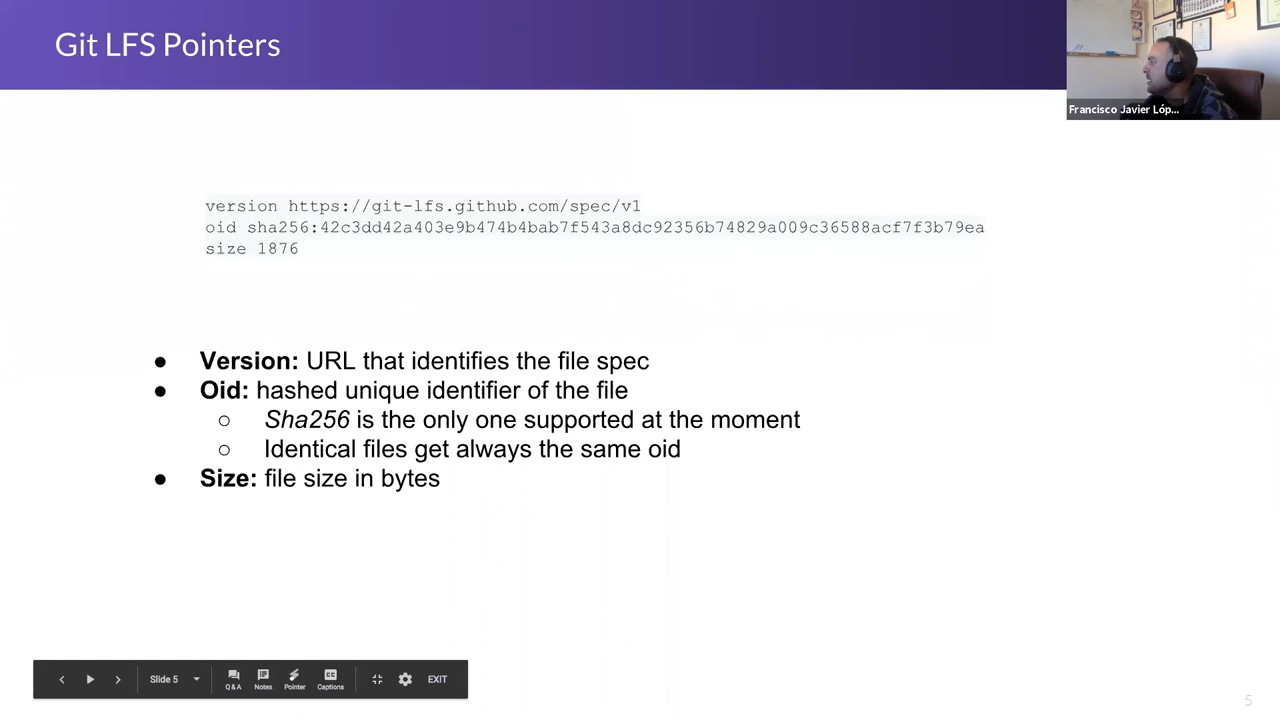 Git LFS Pointers
Francisco Javier Lóp...
version https://git-lfs.github.com/spec/v1
oid sha256:42c3dd42a403e9b474b4bab7f543a8dc92356b74829a009c36588acf7f3b79ea
size 1876
● Version: URL that identifies the file spec
● Oid: hashed unique identifier of the file
○ Sha256 is the only one supported at the moment
○ Identical files get always the same oid
● Size: file size in bytes
Slide 5
Q & A
Notes
Pointer
CC
Captions
EXIT
5